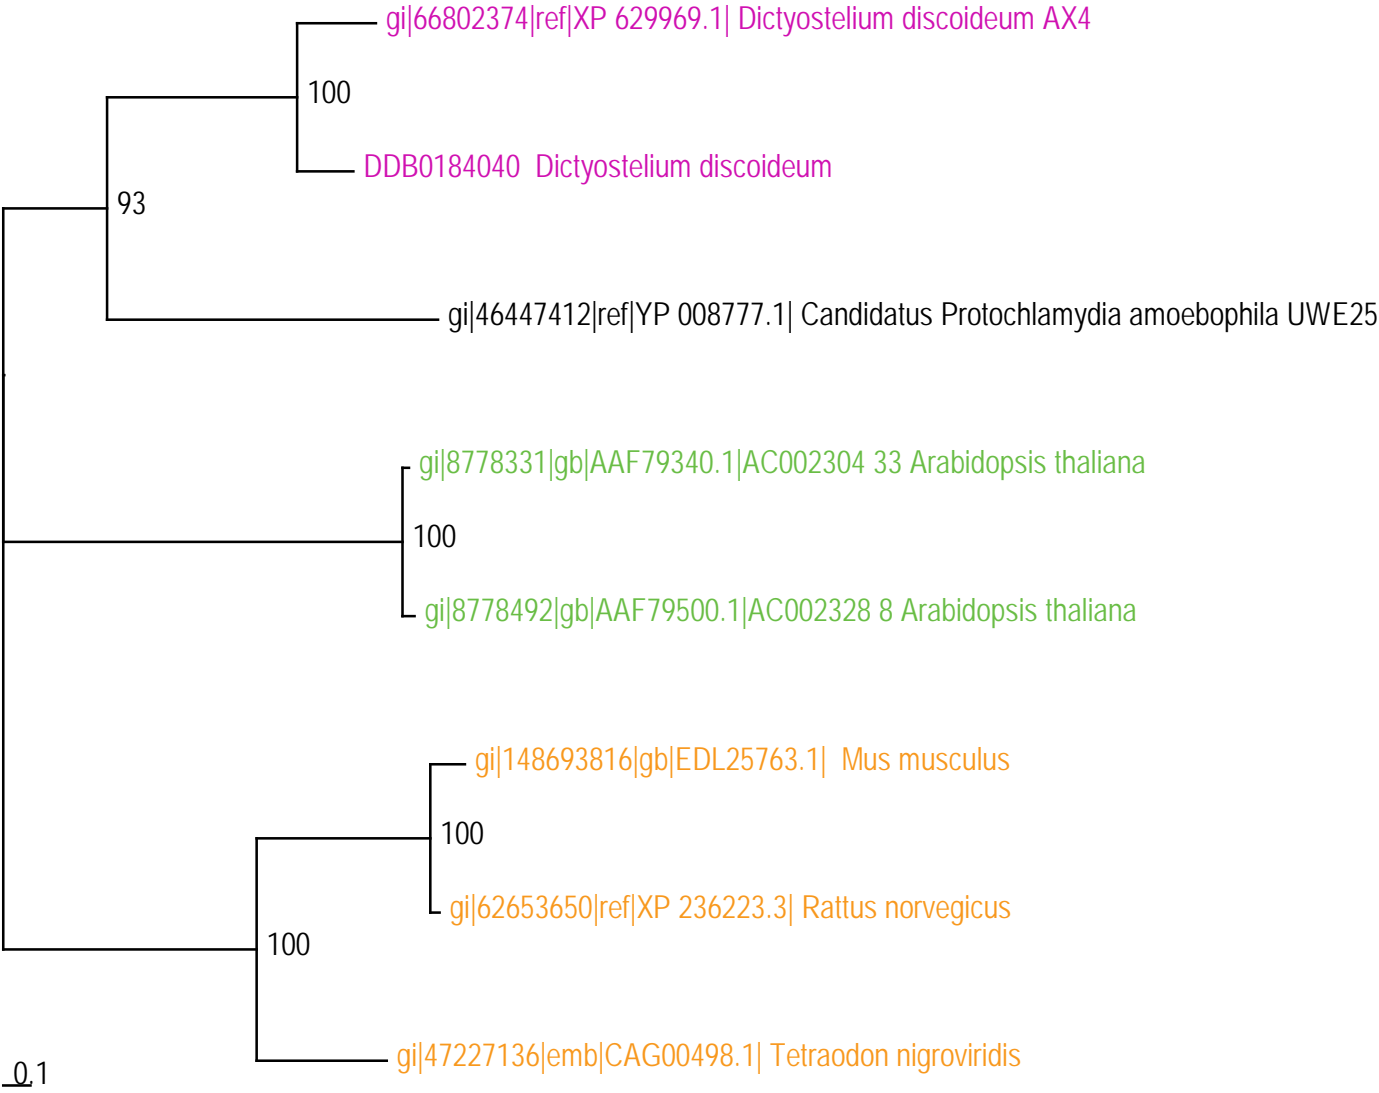 gi|66802374|ref|XP 629969.1| Dictyostelium discoideum AX4
100
DDB0184040 Dictyostelium discoideum
93
gi|46447412|ref|YP 008777.1| Candidatus Protochlamydia amoebophila UWE25
gi|8778331|gb|AAF79340.1|AC002304 33 Arabidopsis thaliana
100
gi|8778492|gb|AAF79500.1|AC002328 8 Arabidopsis thaliana
gi|148693816|gb|EDL25763.1| Mus musculus
100
gi|62653650|ref|XP 236223.3| Rattus norvegicus
100
gi|47227136|emb|CAG00498.1| Tetraodon nigroviridis
0.1